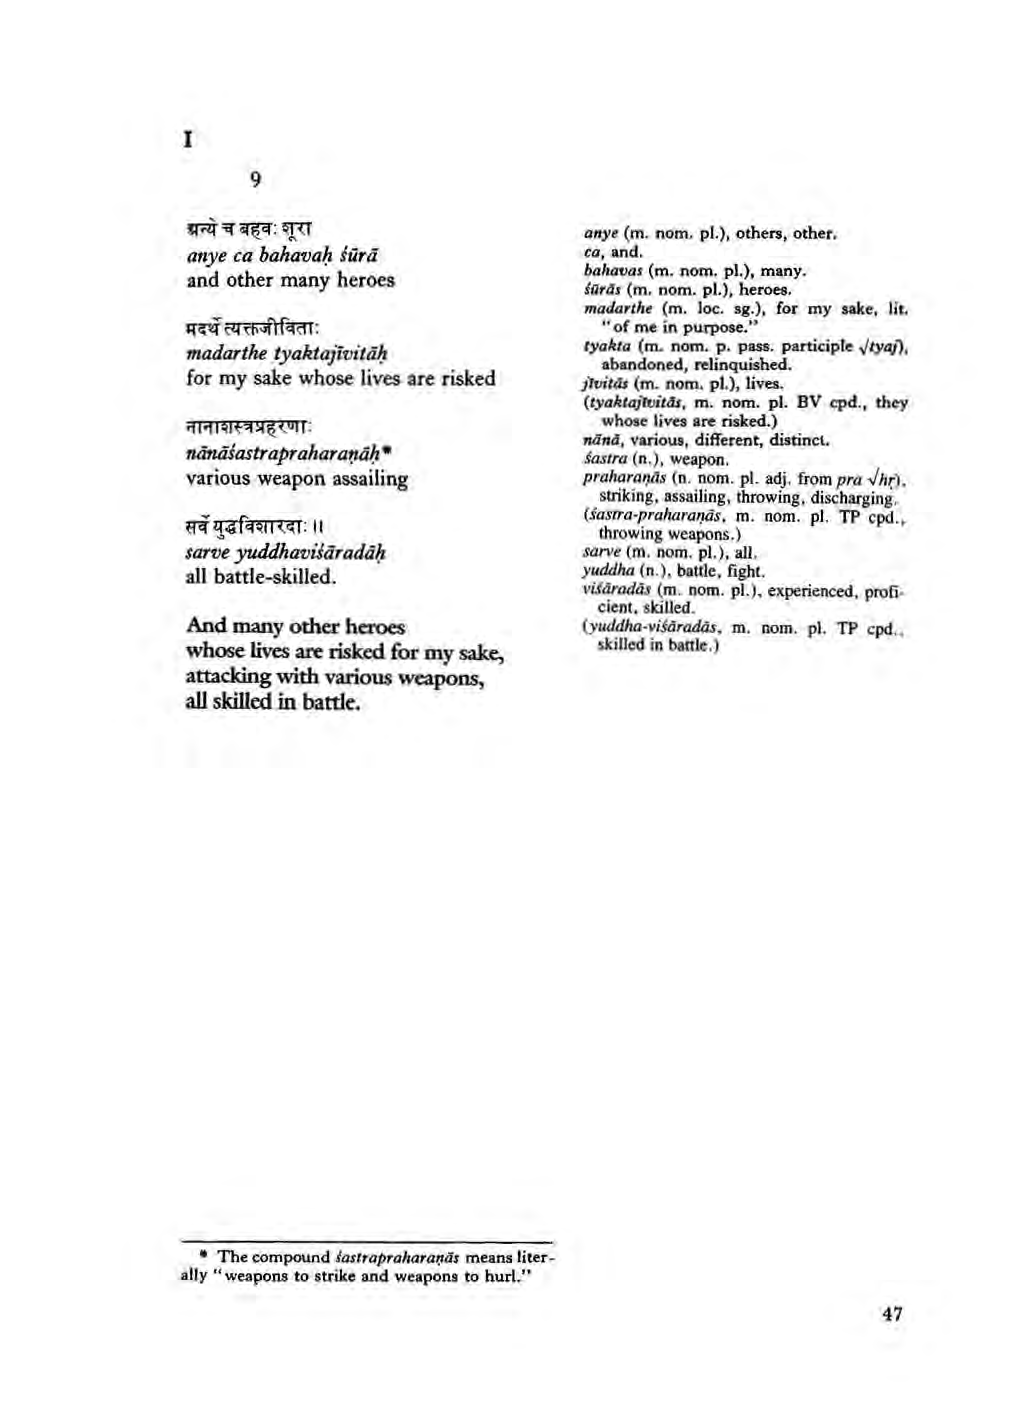 I
9
अन्ये च बहवः शूरा
anye ca bahavaḥ śūrā
and other many heroes
मदर्थे त्यक्तजीविताः
madarthe tyaktajīvitāḥ
for my sake whose lives are risked
नानाशस्त्रप्रहरणाः
nānāśastrapraharaṇāḥ*
various weapon assailing
सर्वे युद्धविशारदाः ॥
sarve yuddhaviśāradāḥ
all battle-skilled.
And many other heroes
whose lives are risked for my sake,
attacking with various weapons,
all skilled in battle.
anye (m. nom. pl.), others, other.
ca, and.
bahavas (m. nom. pl.), many.
śūrās (m. nom. pl.), heroes.
madarthe (m. loc. sg.), for my sake, lit.
"of me in purpose."
tyakta (m. nom. p. pass. participle √tyaj),
abandoned, relinquished.
jīvitās (m. nom. pl.), lives.
(tyaktajīvitās, m. nom. pl. BV cpd., they
whose lives are risked.)
nānā, various, different, distinct.
śastra (n.), weapon.
praharaṇās (n. nom. pl. adj. from pra √hṛ),
striking, assailing, throwing, discharging.
(śastra-praharaṇās, m. nom. pl. TP cpd.,
throwing weapons.)
sarve (m. nom. pl.), all.
yuddha (n.), battle, fight.
viśāradās (m. nom. pl.), experienced, profi-
cient, skilled.
(yuddha-viśāradās, m. nom. pl. TP cpd.,
skilled in battle.)
* The compound śastrapraharaṇās means liter-
ally "weapons to strike and weapons to hurl."
47